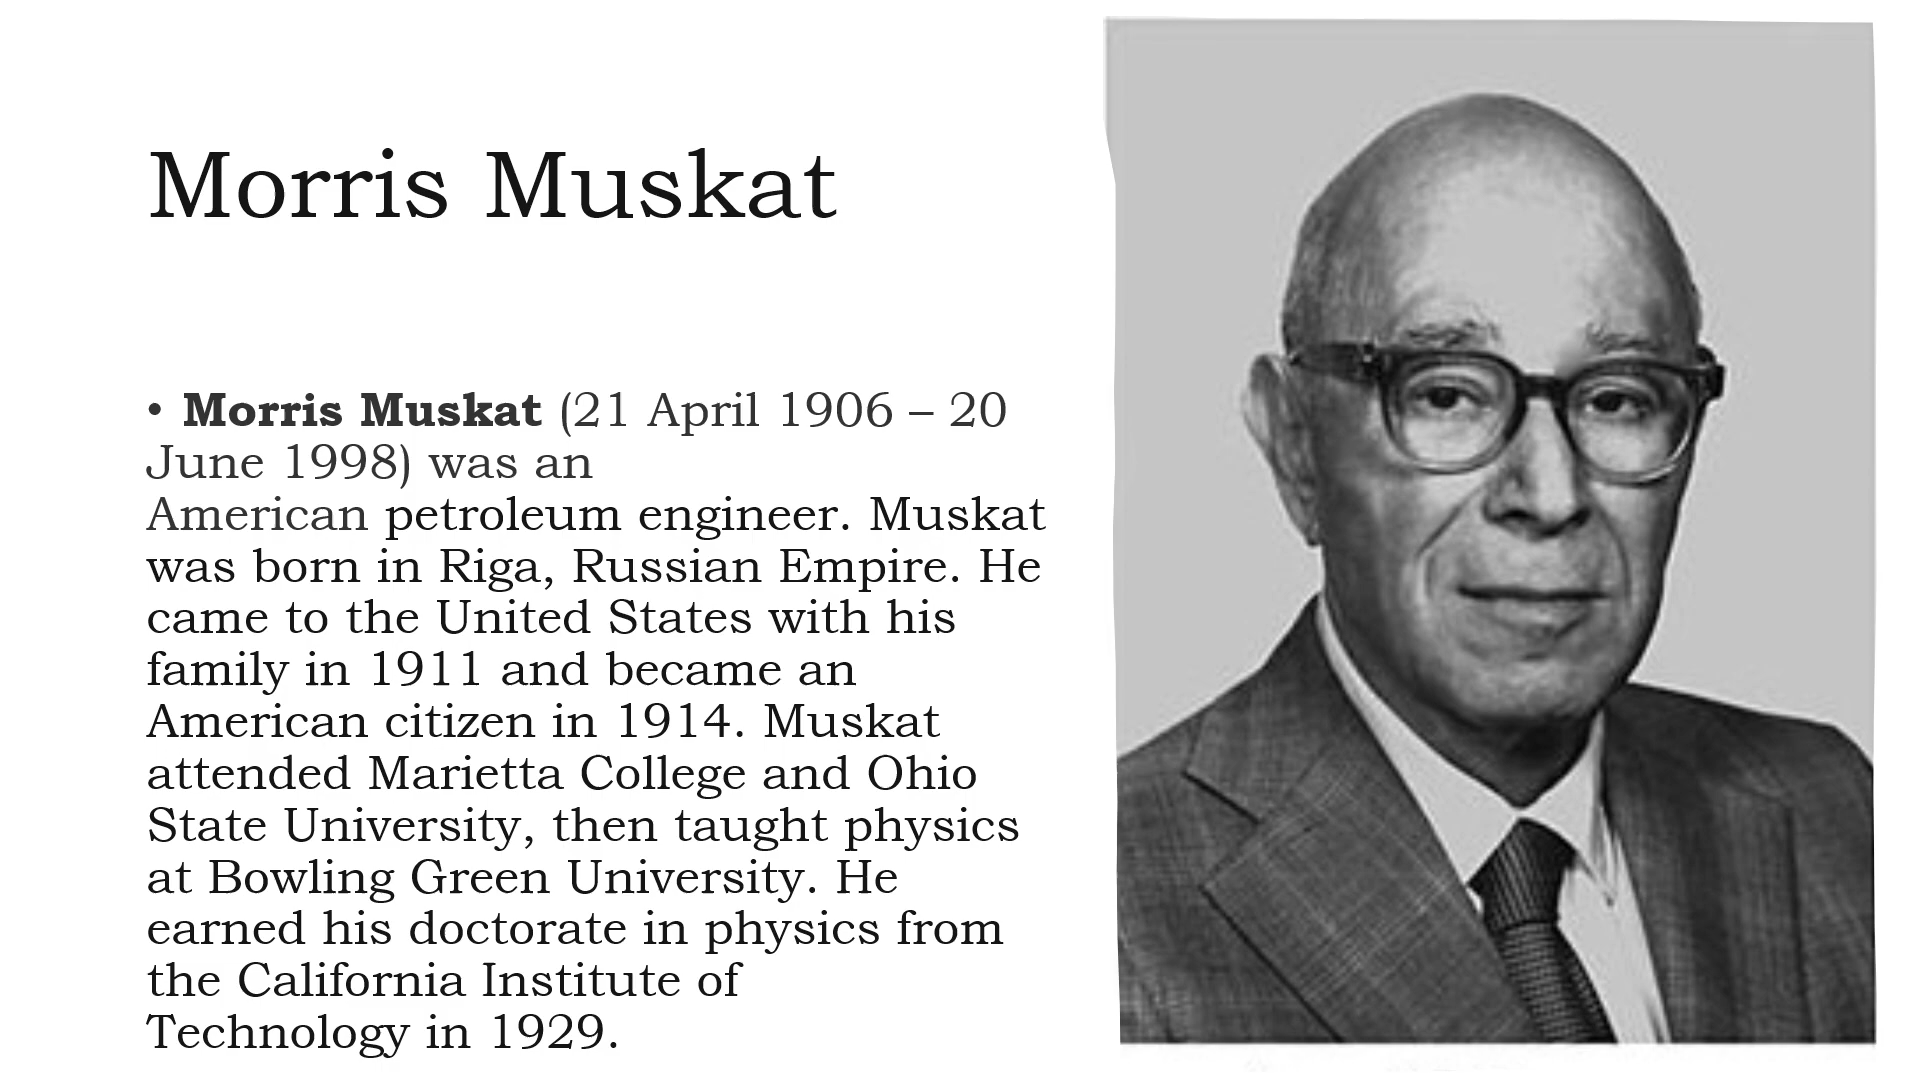 Morris Muskat
• Morris Muskat (21 April 1906 – 20
June 1998) was an
American petroleum engineer. Muskat
was born in Riga, Russian Empire. He
came to the United States with his
family in 1911 and became an
American citizen in 1914. Muskat
attended Marietta College and Ohio
State University, then taught physics
at Bowling Green University. He
earned his doctorate in physics from
the California Institute of
Technology in 1929.